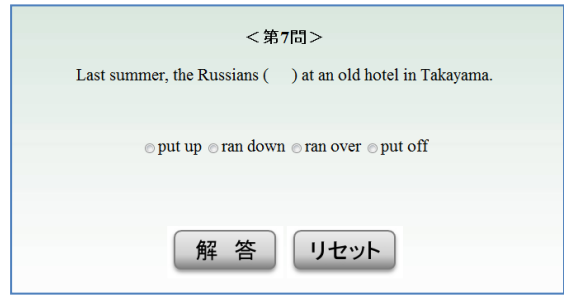 ＜第7問＞
Last summer, the Russians (　) at an old hotel in Takayama.
put up ran down ran over put off
解 答 リセット